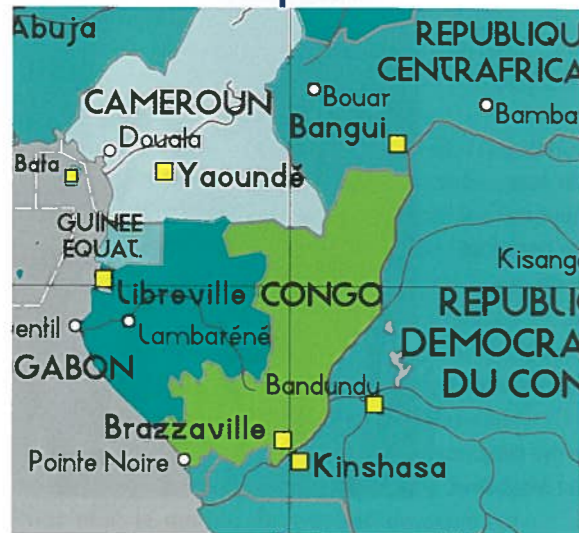 Abuja
REPUBLIQU
CENTRAFRICA
CAMEROUN
Bouar
Bamba
Douala
Bangui
Bata
Yaoundé
GUINEE
EQUAT.
Kisanga
Libreville
CONGO
REPUBLI
entil
Lambaréné
DEMOCRA
GABON
DU CON
Bandundu
Brazzaville
Pointe Noire
Kinshasa